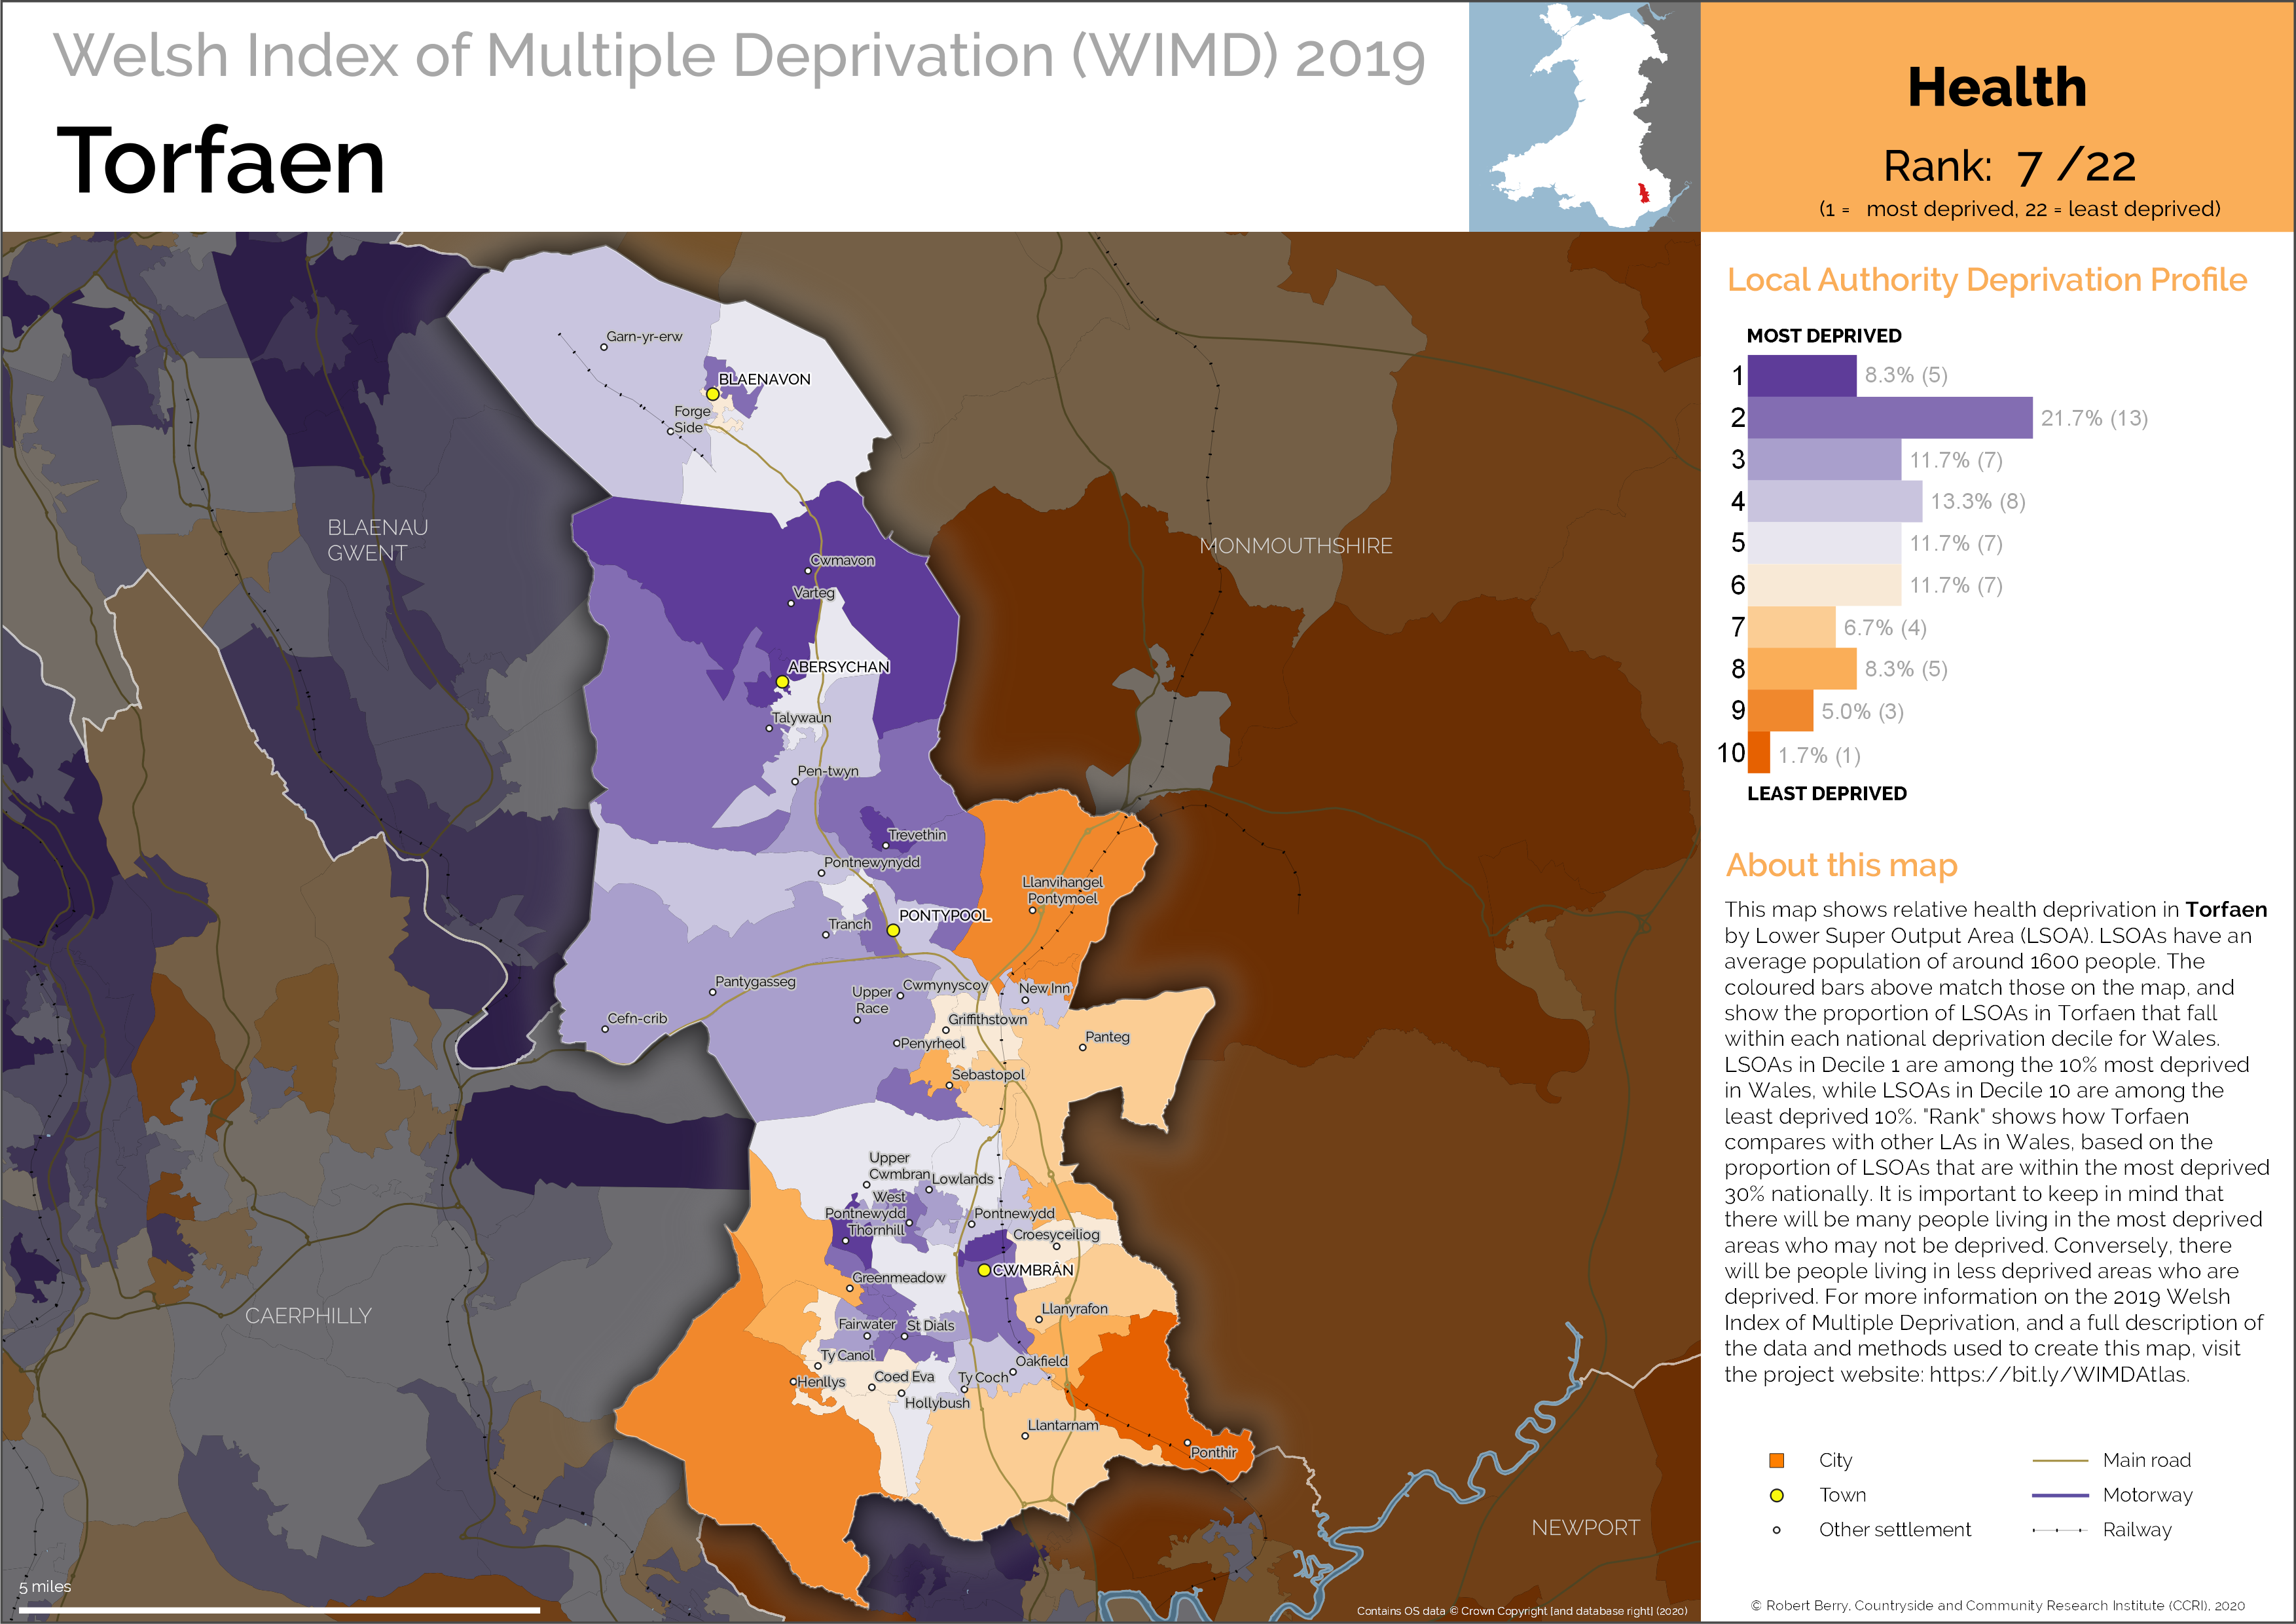 Welsh Index of Multiple Deprivation (WIMD) 2019
Torfaen
Health
Rank: 7 /22
(1 = most deprived, 22 = least deprived)
Local Authority Deprivation Profile
MOST DEPRIVED
1 8.3% (5)
2 21.7% (13)
3 11.7% (7)
4 13.3% (8)
5 11.7% (7)
6 11.7% (7)
7 6.7% (4)
8 8.3% (5)
9 5.0% (3)
10 1.7% (1)
LEAST DEPRIVED
About this map
This map shows relative health deprivation in Torfaen
by Lower Super Output Area (LSOA). LSOAs have an
average population of around 1600 people. The
coloured bars above match those on the map, and
show the proportion of LSOAs in Torfaen that fall
within each national deprivation decile for Wales.
LSOAs in Decile 1 are among the 10% most deprived
in Wales, while LSOAs in Decile 10 are among the
least deprived 10%. "Rank" shows how Torfaen
compares with other LAs in Wales, based on the
proportion of LSOAs that are within the most deprived
30% nationally. It is important to keep in mind that
there will be many people living in the most deprived
areas who may not be deprived. Conversely, there
will be people living in less deprived areas who are
deprived. For more information on the 2019 Welsh
Index of Multiple Deprivation, and a full description of
the data and methods used to create this map, visit
the project website: https://bit.ly/WIMDAtlas.
City
Main road
Town
Motorway
Other settlement
Railway
© Robert Berry, Countryside and Community Research Institute (CCRI), 2020
Garn-yr-erw
BLAENAVON
Forge
Side
BLAENAU
GWENT
MONMOUTHSHIRE
Cwmavon
Varteg
ABERSYCHAN
Talywaun
Pen-twyn
Trevethin
Pontnewynydd
Llanvihangel
Pontymoel
PONTYPOOL
Tranch
Pantygasseg
Cwmynyscoy
New Inn
Upper
Race
Cefn-crib
Griffithstown
Penyrheol
Panteg
Sebastopol
Upper
Cwmbran
Lowlands
West
Pontnewydd
Pontnewydd
Thornhill
Croesyceiliog
CWMBRÂN
Greenmeadow
Llanyrafon
CAERPHILLY
Fairwater
St Dials
Ty Canol
Oakfield
Henllys
Coed Eva
Ty Coch
Hollybush
Llantarnam
Ponthir
NEWPORT
5 miles
Contains OS data © Crown Copyright [and database right] (2020)